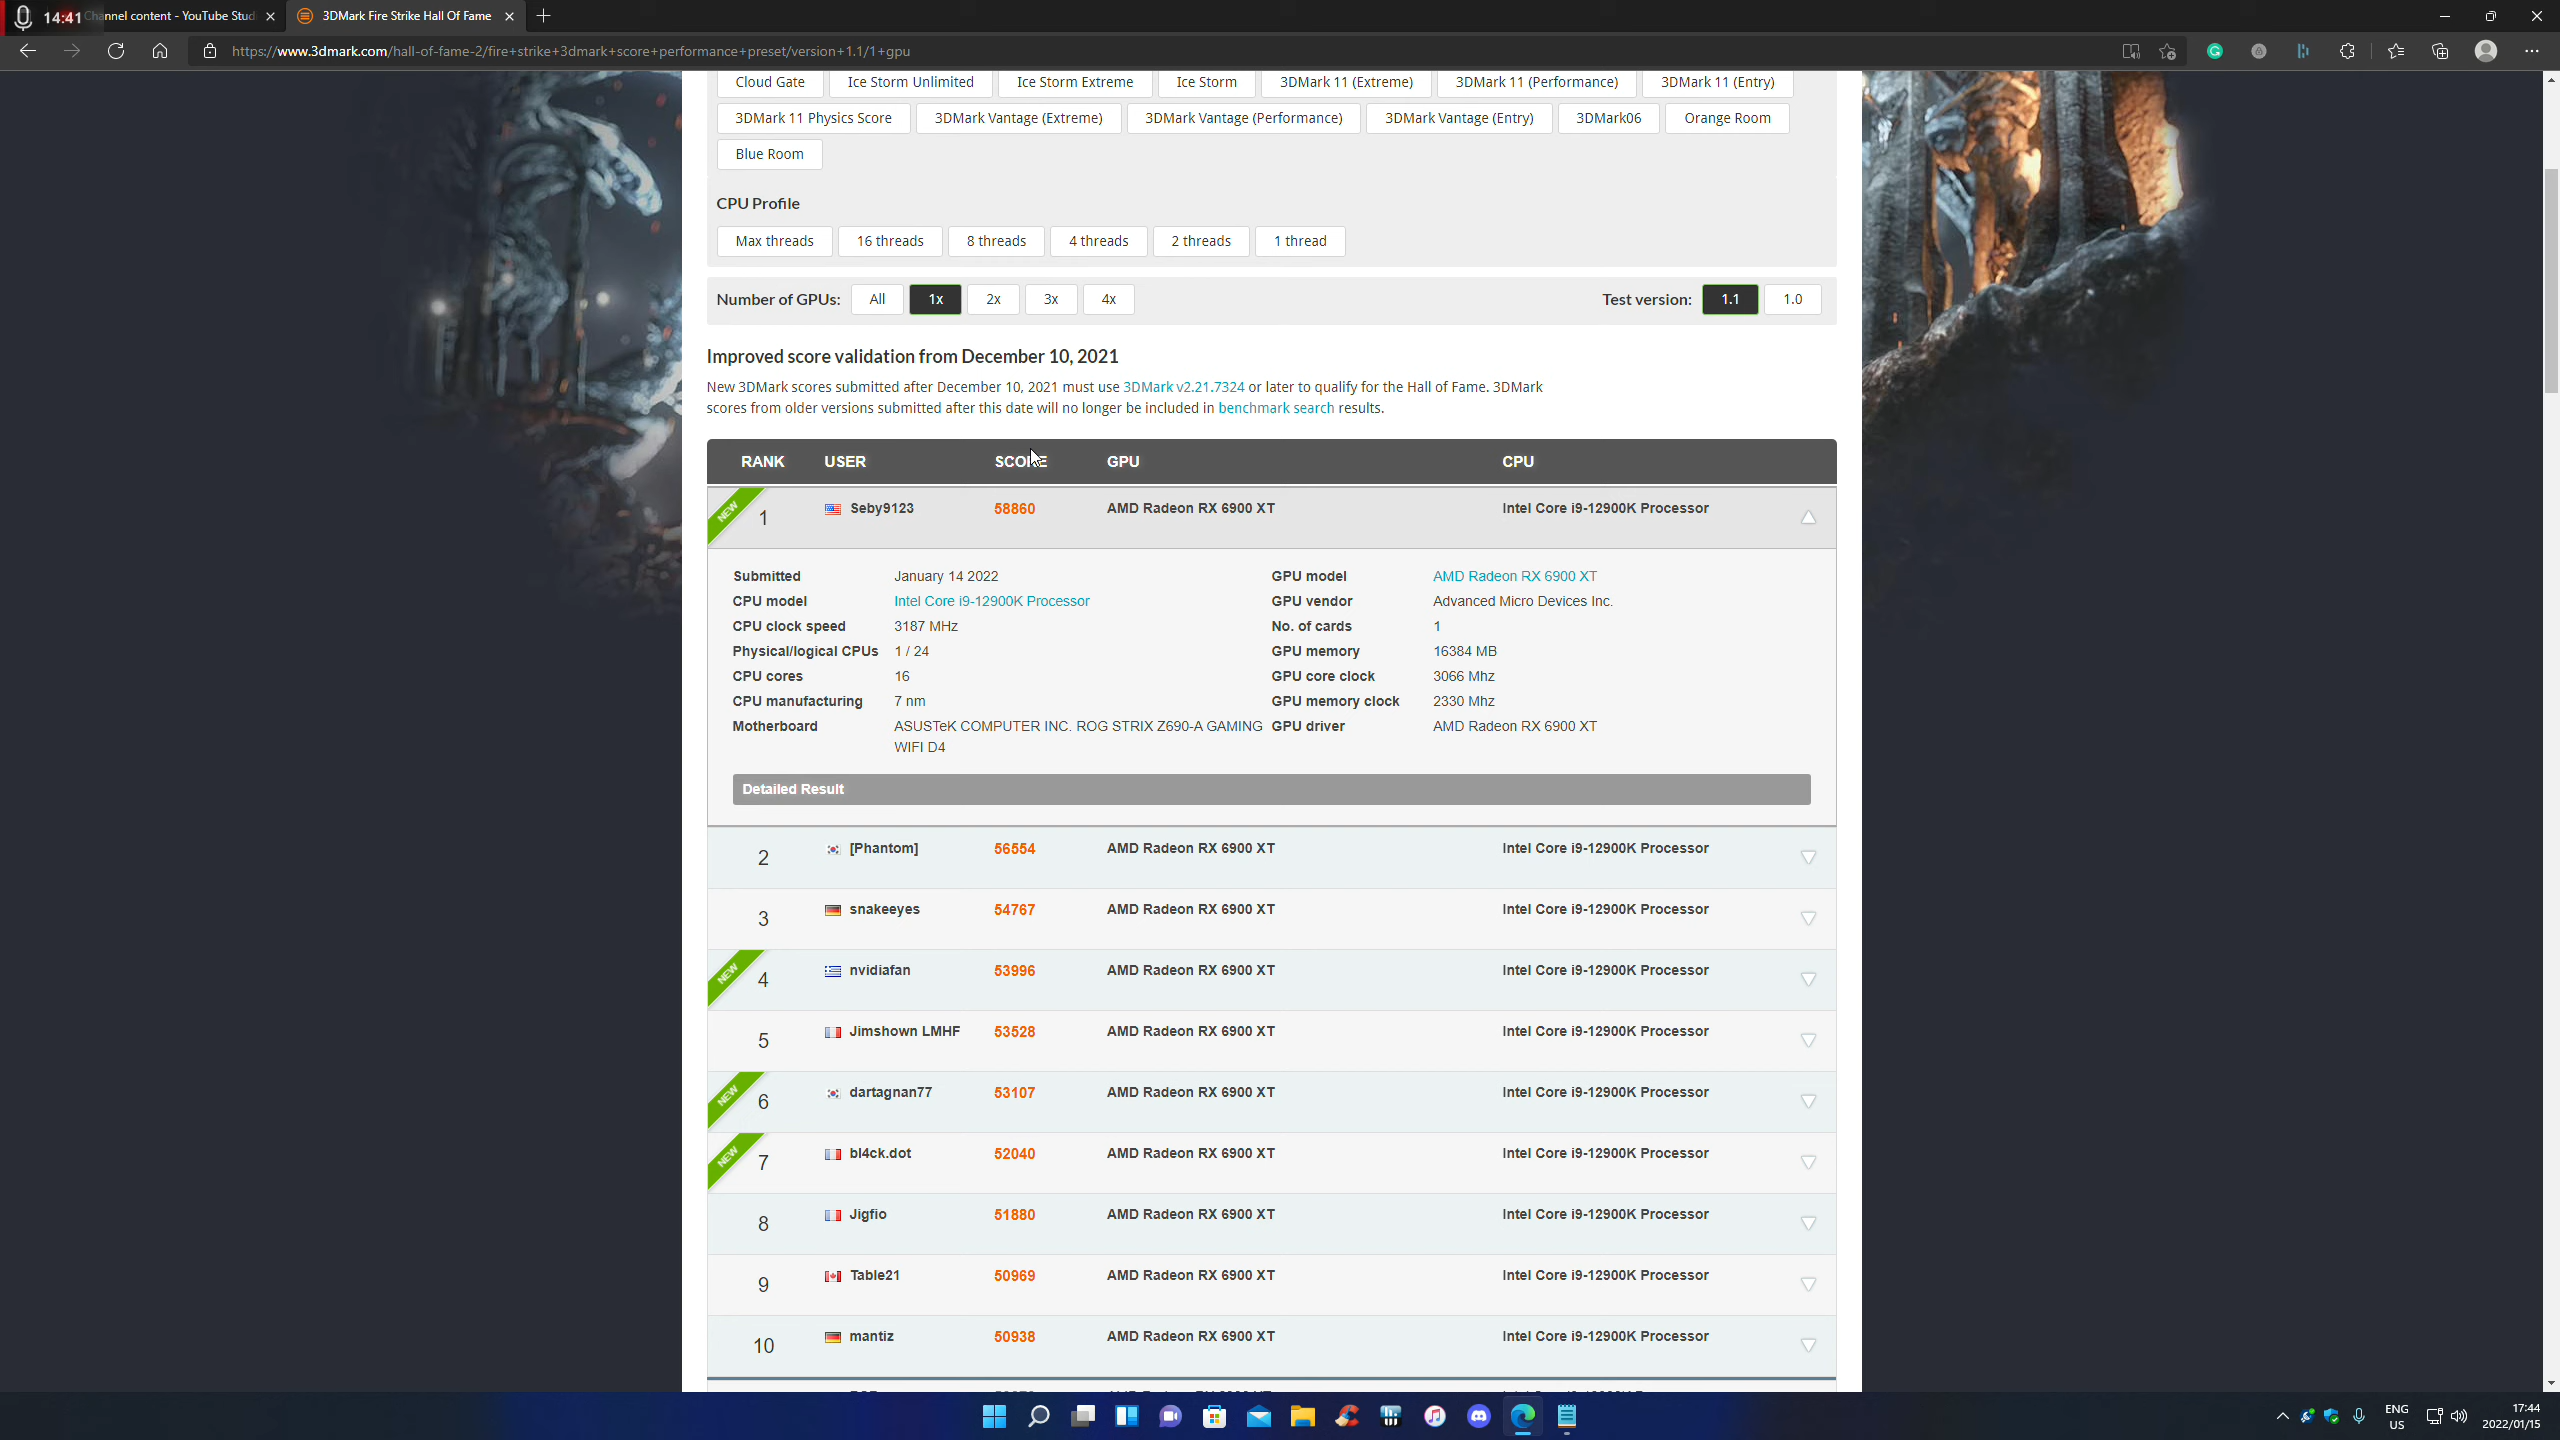 14:41 Channel content - YouTube Stud
3DMark Fire Strike Hall Of Fame
https://www.3dmark.com/hall-of-fame-2/fire+strike+3dmark+score+performance+preset/version+1.1/1+gpu
Cloud Gate Ice Storm Unlimited Ice Storm Extreme Ice Storm 3DMark 11 (Extreme) 3DMark 11 (Performance) 3DMark 11 (Entry)
3DMark 11 Physics Score 3DMark Vantage (Extreme) 3DMark Vantage (Performance) 3DMark Vantage (Entry) 3DMark06 Orange Room
Blue Room
CPU Profile
Max threads 16 threads 8 threads 4 threads 2 threads 1 thread
Number of GPUs: All 1x 2x 3x 4x Test version: 1.1 1.0
Improved score validation from December 10, 2021
New 3DMark scores submitted after December 10, 2021 must use 3DMark v2.21.7324 or later to qualify for the Hall of Fame. 3DMark
scores from older versions submitted after this date will no longer be included in benchmark search results.
RANK USER SCORE GPU CPU
NEW 1 Seby9123 58860 AMD Radeon RX 6900 XT Intel Core i9-12900K Processor
Submitted January 14 2022 GPU model AMD Radeon RX 6900 XT
CPU model Intel Core i9-12900K Processor GPU vendor Advanced Micro Devices Inc.
CPU clock speed 3187 MHz No. of cards 1
Physical/logical CPUs 1 / 24 GPU memory 16384 MB
CPU cores 16 GPU core clock 3066 Mhz
CPU manufacturing 7 nm GPU memory clock 2330 Mhz
Motherboard ASUSTeK COMPUTER INC. ROG STRIX Z690-A GAMING GPU driver AMD Radeon RX 6900 XT
WIFI D4
Detailed Result
2 [Phantom] 56554 AMD Radeon RX 6900 XT Intel Core i9-12900K Processor
3 snakeeyes 54767 AMD Radeon RX 6900 XT Intel Core i9-12900K Processor
NEW 4 nvidiafan 53996 AMD Radeon RX 6900 XT Intel Core i9-12900K Processor
5 Jimshown LMHF 53528 AMD Radeon RX 6900 XT Intel Core i9-12900K Processor
NEW 6 dartagnan77 53107 AMD Radeon RX 6900 XT Intel Core i9-12900K Processor
NEW 7 bl4ck.dot 52040 AMD Radeon RX 6900 XT Intel Core i9-12900K Processor
8 Jigfio 51880 AMD Radeon RX 6900 XT Intel Core i9-12900K Processor
9 Table21 50969 AMD Radeon RX 6900 XT Intel Core i9-12900K Processor
10 mantiz 50938 AMD Radeon RX 6900 XT Intel Core i9-12900K Processor
ENG 17:44
US 2022/01/15